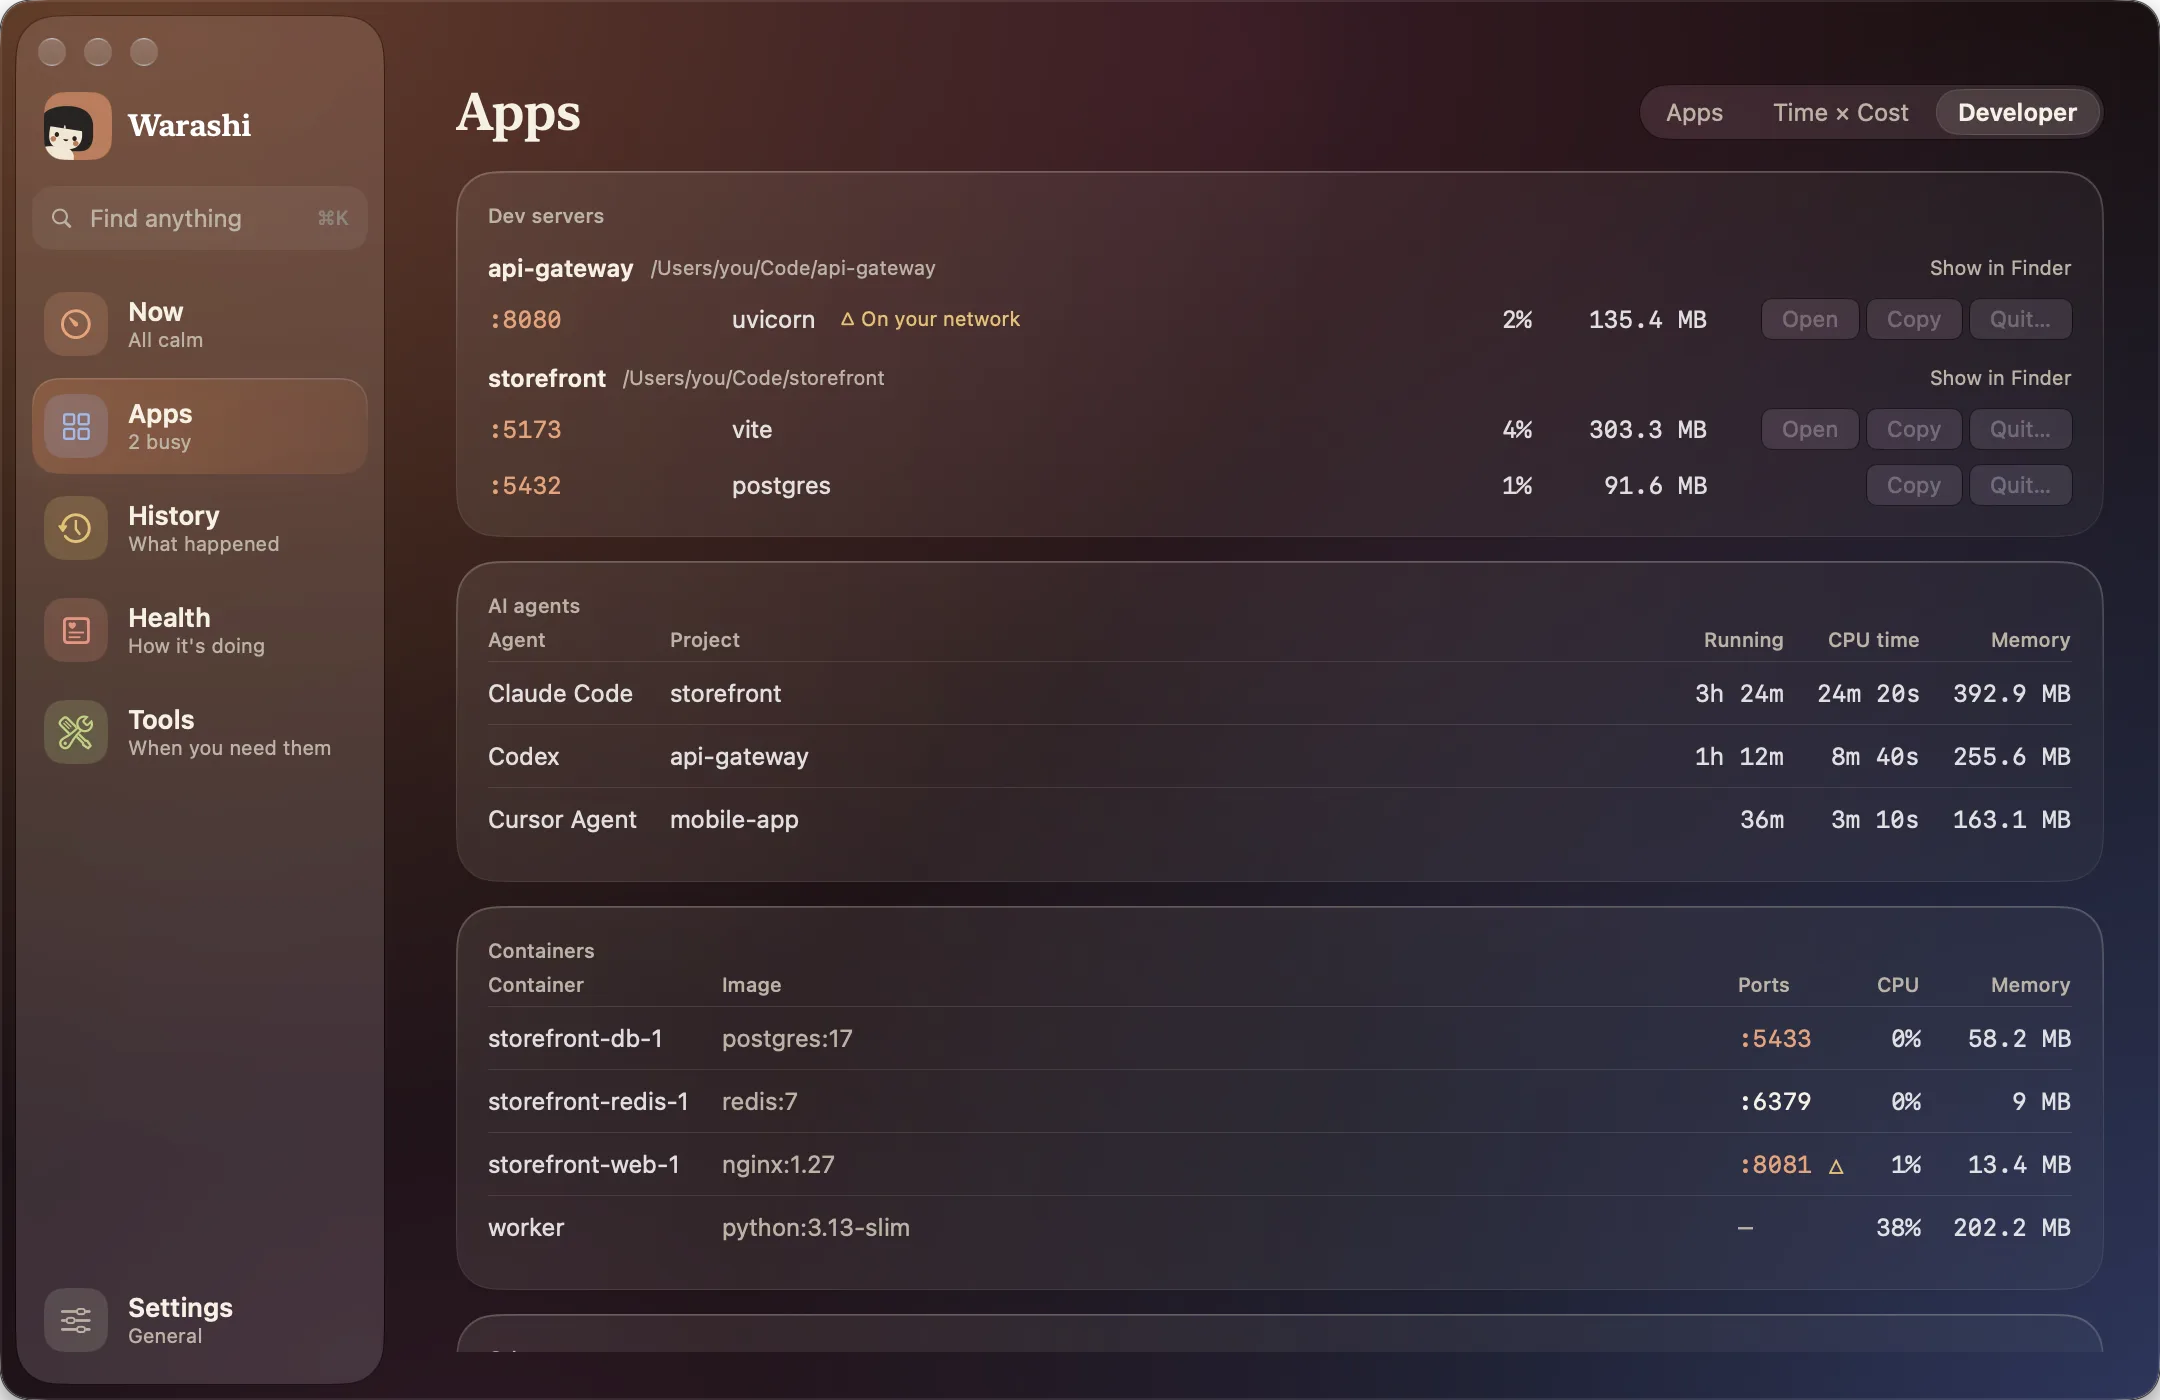 Warashi
Find anything ⌘K
Now
All calm
Apps
2 busy
History
What happened
Health
How it's doing
Tools
When you need them
Settings
General
Apps
Apps Time × Cost Developer
Dev servers
api-gateway /Users/you/Code/api-gateway Show in Finder
:8080 uvicorn △ On your network 2% 135.4 MB Open Copy Quit...
storefront /Users/you/Code/storefront Show in Finder
:5173 vite 4% 303.3 MB Open Copy Quit...
:5432 postgres 1% 91.6 MB Copy Quit...
AI agents
Agent Project Running CPU time Memory
Claude Code storefront 3h 24m 24m 20s 392.9 MB
Codex api-gateway 1h 12m 8m 40s 255.6 MB
Cursor Agent mobile-app 36m 3m 10s 163.1 MB
Containers
Container Image Ports CPU Memory
storefront-db-1 postgres:17 :5433 0% 58.2 MB
storefront-redis-1 redis:7 :6379 0% 9 MB
storefront-web-1 nginx:1.27 :8081 △ 1% 13.4 MB
worker python:3.13-slim — 38% 202.2 MB